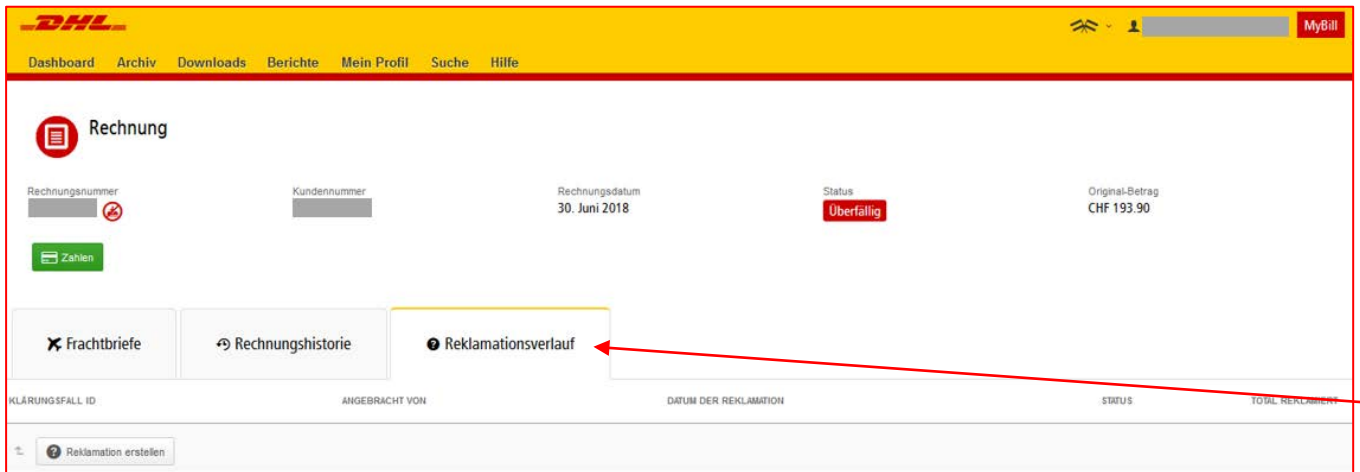 DHL
MyBill
Dashboard Archiv Downloads Berichte Mein Profil Suche Hilfe
Rechnung
Rechnungsnummer Kundennummer Rechnungsdatum Status Original-Betrag
30. Juni 2018 Überfällig CHF 193.90
Zahlen
Frachtbriefe Rechnungshistorie Reklamationsverlauf
KLÄRUNGSFALL ID ANGEBRACHT VON DATUM DER REKLAMATION STATUS TOTAL REKLAMIERT
Reklamation erstellen